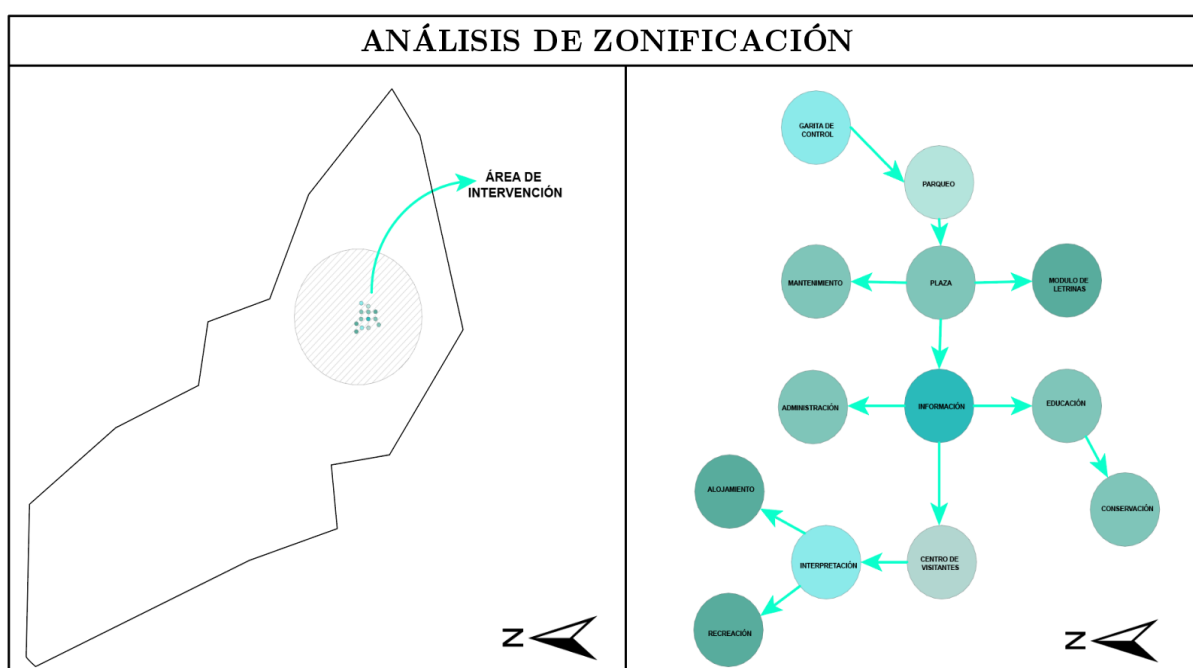 ANÁLISIS DE ZONIFICACIÓN
ÁREA DE
INTERVENCIÓN
N
GARITA DE
CONTROL
PARQUEO
MANTENIMIENTO
PLAZA
MODULO DE
LETRINAS
ADMINISTRACIÓN
INFORMACIÓN
EDUCACIÓN
ALOJAMIENTO
CONSERVACIÓN
INTERPRETACIÓN
CENTRO DE
VISITANTES
RECREACIÓN
N